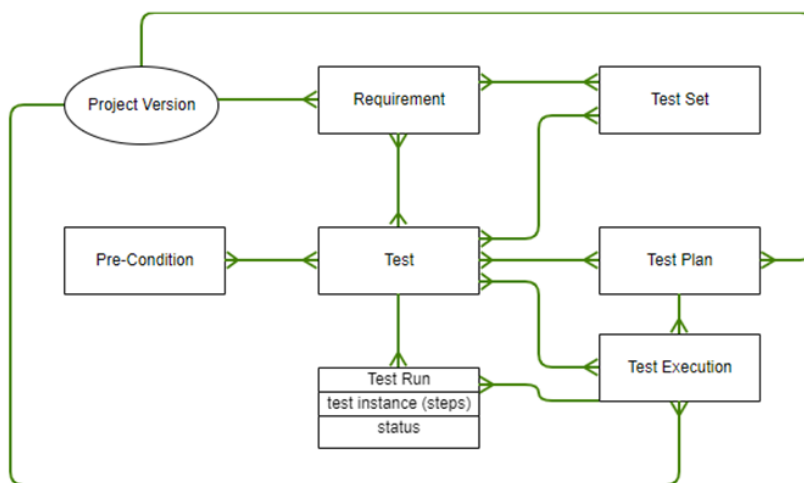 Project Version
Requirement
Test Set
Pre-Condition
Test
Test Plan
Test Execution
Test Run
test instance (steps)
status